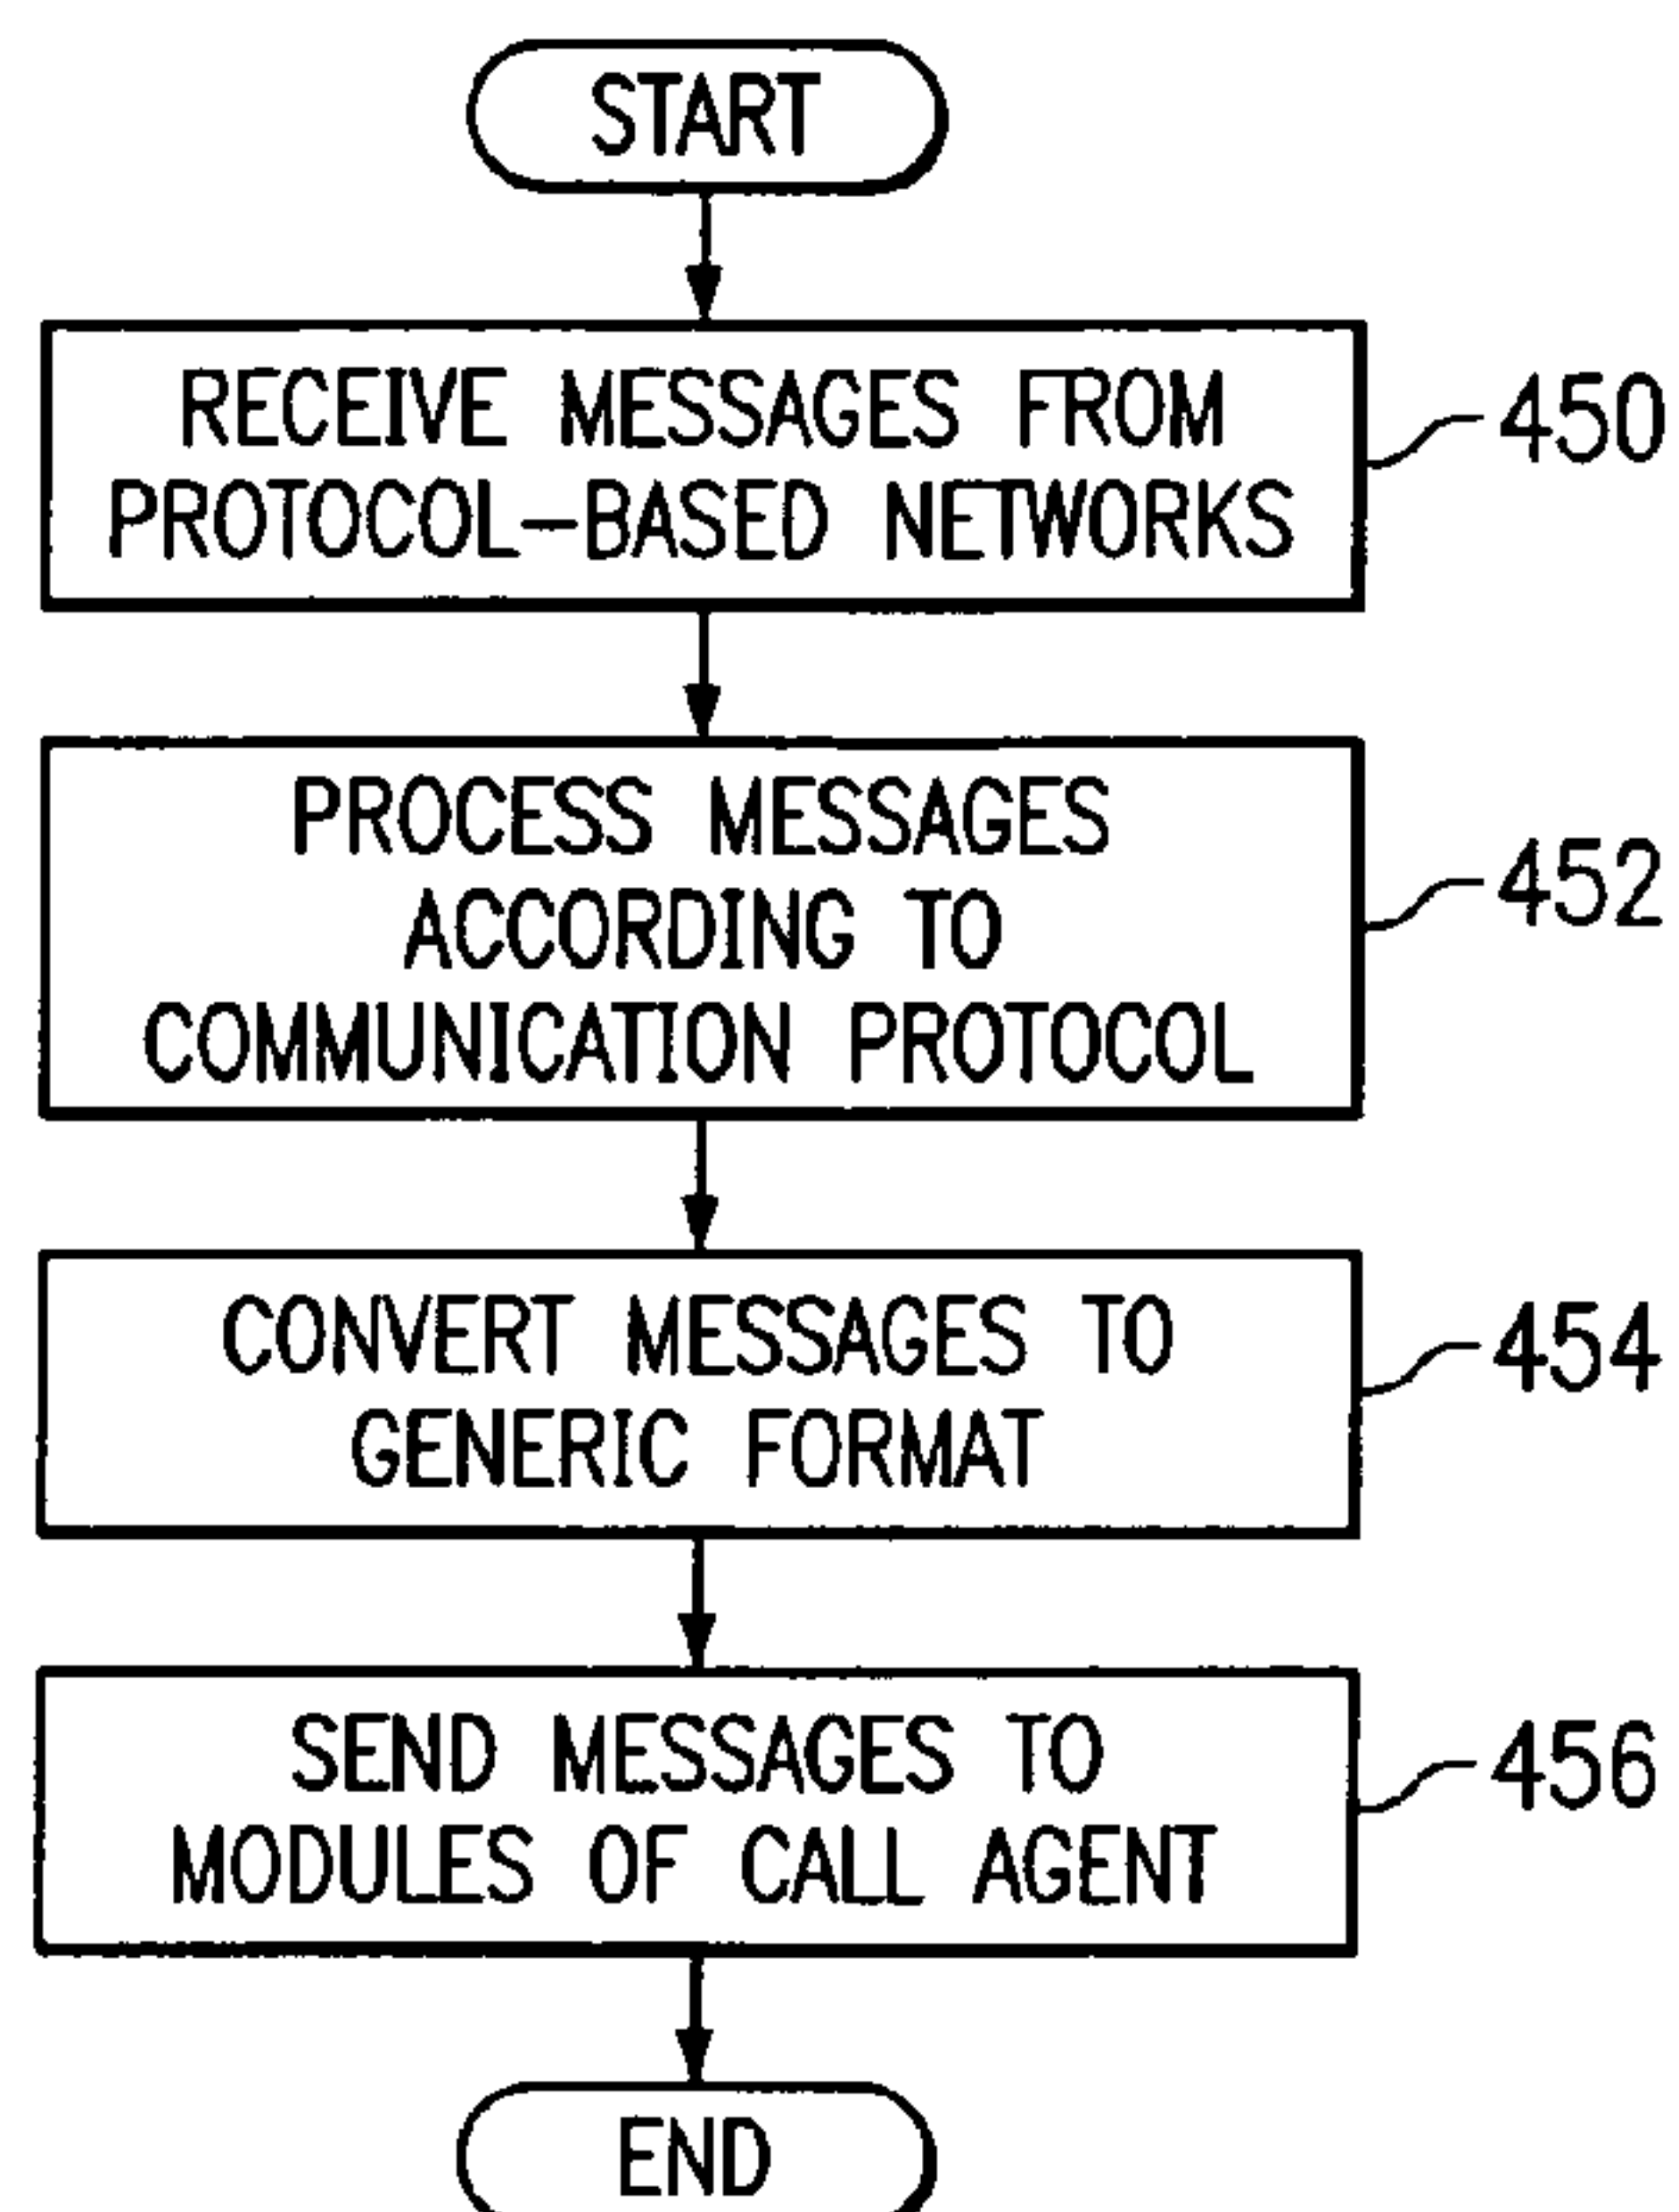 START
RECEIVE MESSAGES FROM
PROTOCOL-BASED NETWORKS
450
PROCESS MESSAGES
ACCORDING TO
COMMUNICATION PROTOCOL
452
CONVERT MESSAGES TO
GENERIC FORMAT
454
SEND MESSAGES TO
MODULES OF CALL AGENT
456
END